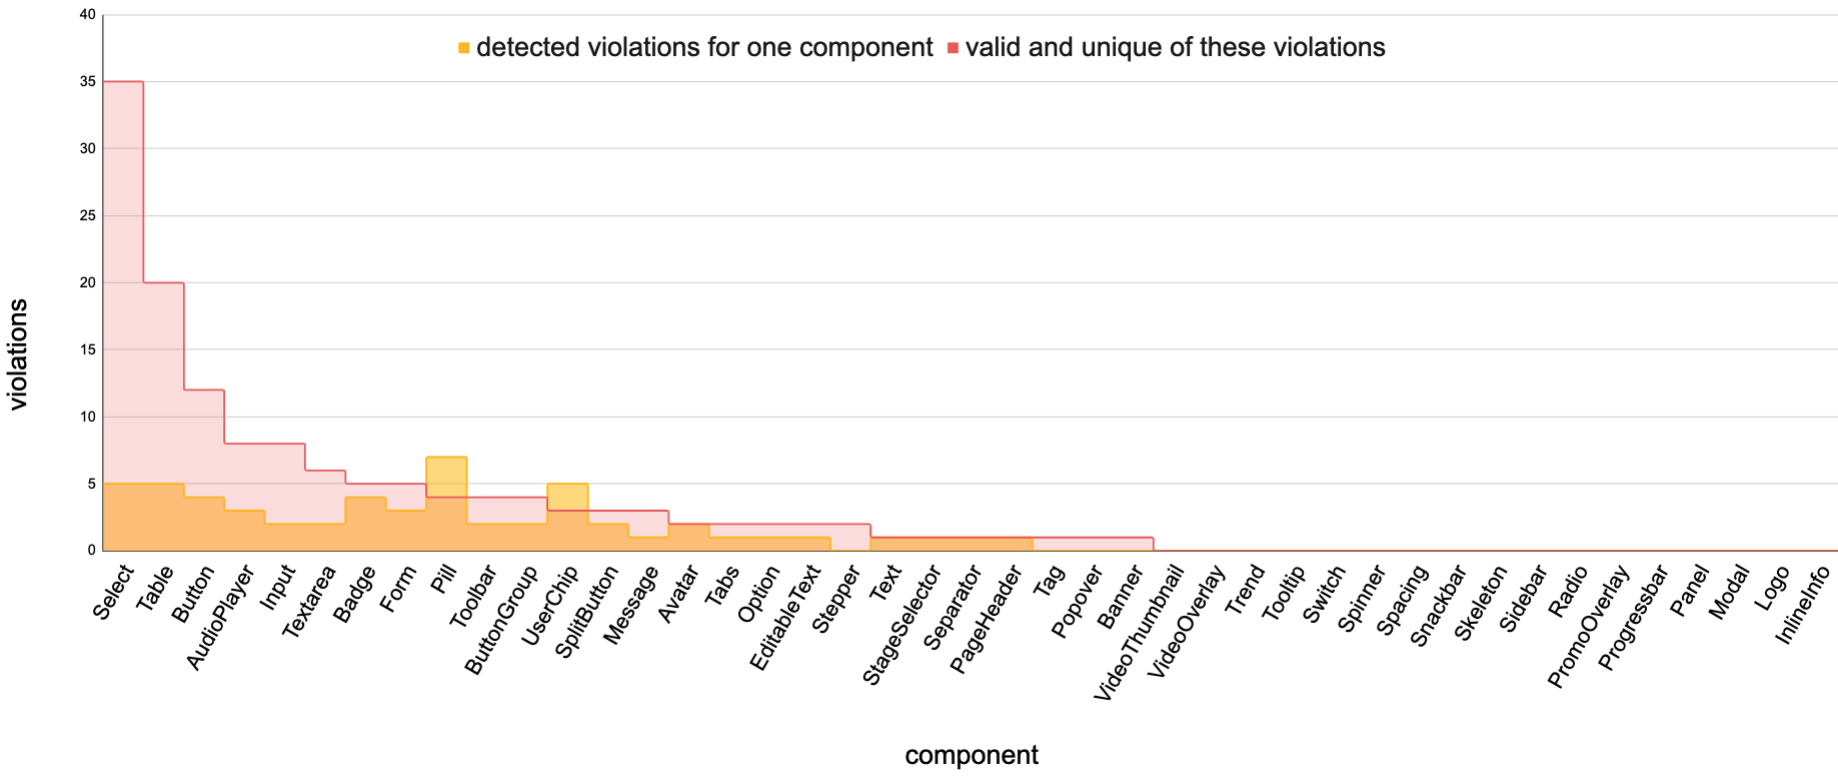 detected violations for one component valid and unique of these violations
violations
40
35
30
25
20
15
10
5
0
Select
Table
Button
AudioPlayer
Input
Textarea
Badge
Form
Pill
Toolbar
ButtonGroup
UserChip
SplitButton
Message
Avatar
Tabs
Option
EditableText
Stepper
Text
StageSelector
Separator
PageHeader
Tag
Popover
Banner
VideoThumbnail
VideoOverlay
Trend
Tooltip
Switch
Spinner
Spacing
Snackbar
Skeleton
Sidebar
Radio
PromoOverlay
Progressbar
Panel
Modal
Logo
InlineInfo
component